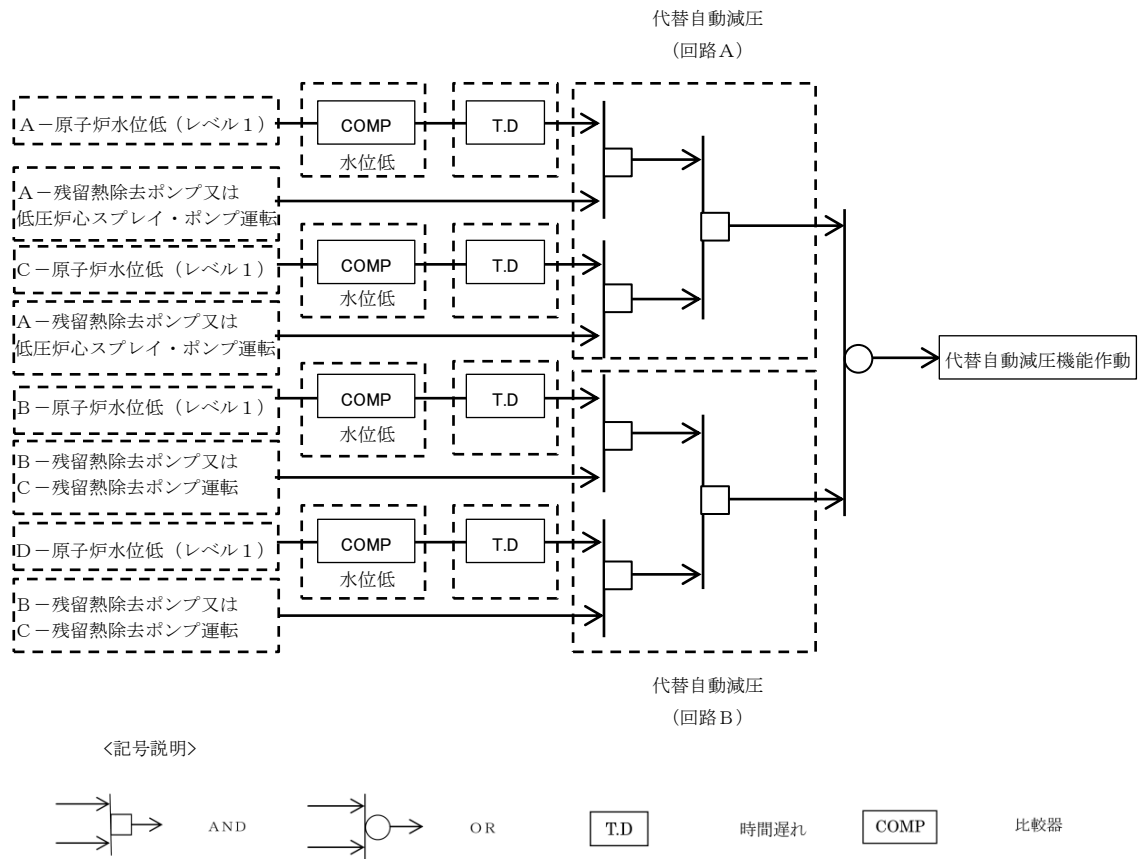 代替自動減圧
（回路A）
A－原子炉水位低（レベル１）
COMP
T.D
水位低
A－残留熱除去ポンプ又は
低圧炉心スプレイ・ポンプ運転
C－原子炉水位低（レベル１）
COMP
T.D
水位低
A－残留熱除去ポンプ又は
低圧炉心スプレイ・ポンプ運転
代替自動減圧機能作動
B－原子炉水位低（レベル１）
COMP
T.D
水位低
B－残留熱除去ポンプ又は
C－残留熱除去ポンプ運転
D－原子炉水位低（レベル１）
COMP
T.D
水位低
B－残留熱除去ポンプ又は
C－残留熱除去ポンプ運転
代替自動減圧
（回路B）
<記号説明>
AND
OR
T.D
時間遅れ
COMP
比較器